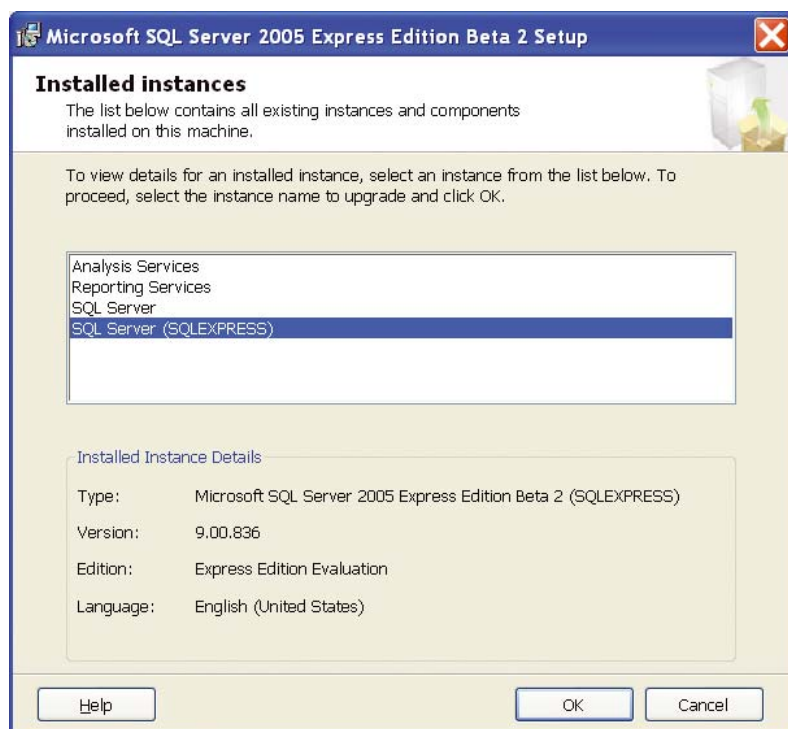 Microsoft SQL Server 2005 Express Edition Beta 2 Setup
Installed instances
The list below contains all existing instances and components
installed on this machine.
To view details for an installed instance, select an instance from the list below. To
proceed, select the instance name to upgrade and click OK.
Analysis Services
Reporting Services
SQL Server
SQL Server (SQLEXPRESS)
Installed Instance Details
Type: Microsoft SQL Server 2005 Express Edition Beta 2 (SQLEXPRESS)
Version: 9.00.836
Edition: Express Edition Evaluation
Language: English (United States)
Help OK Cancel